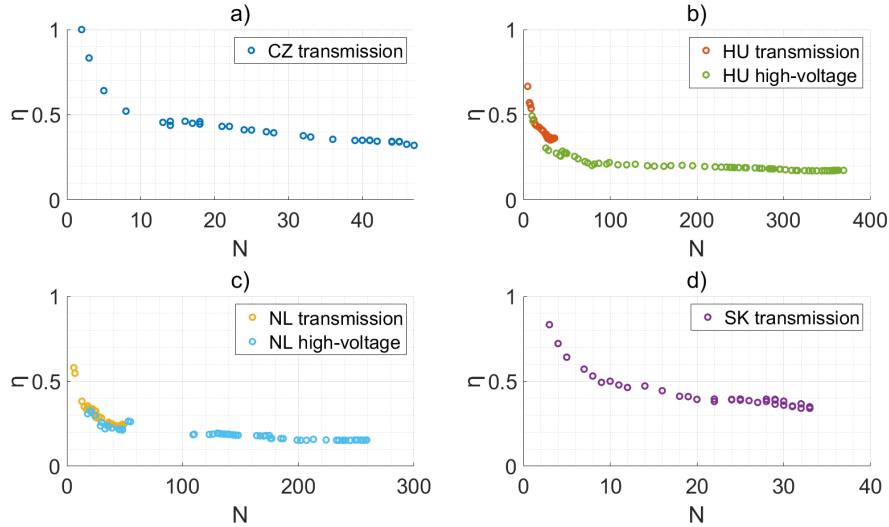 a)
1
0.5
0
η
0
10
20
30
40
N
CZ transmission
b)
1
0.5
0
η
0
100
200
300
400
N
HU transmission
HU high-voltage
c)
1
0.5
0
η
0
100
200
300
N
NL transmission
NL high-voltage
d)
1
0.5
0
η
0
10
20
30
40
N
SK transmission